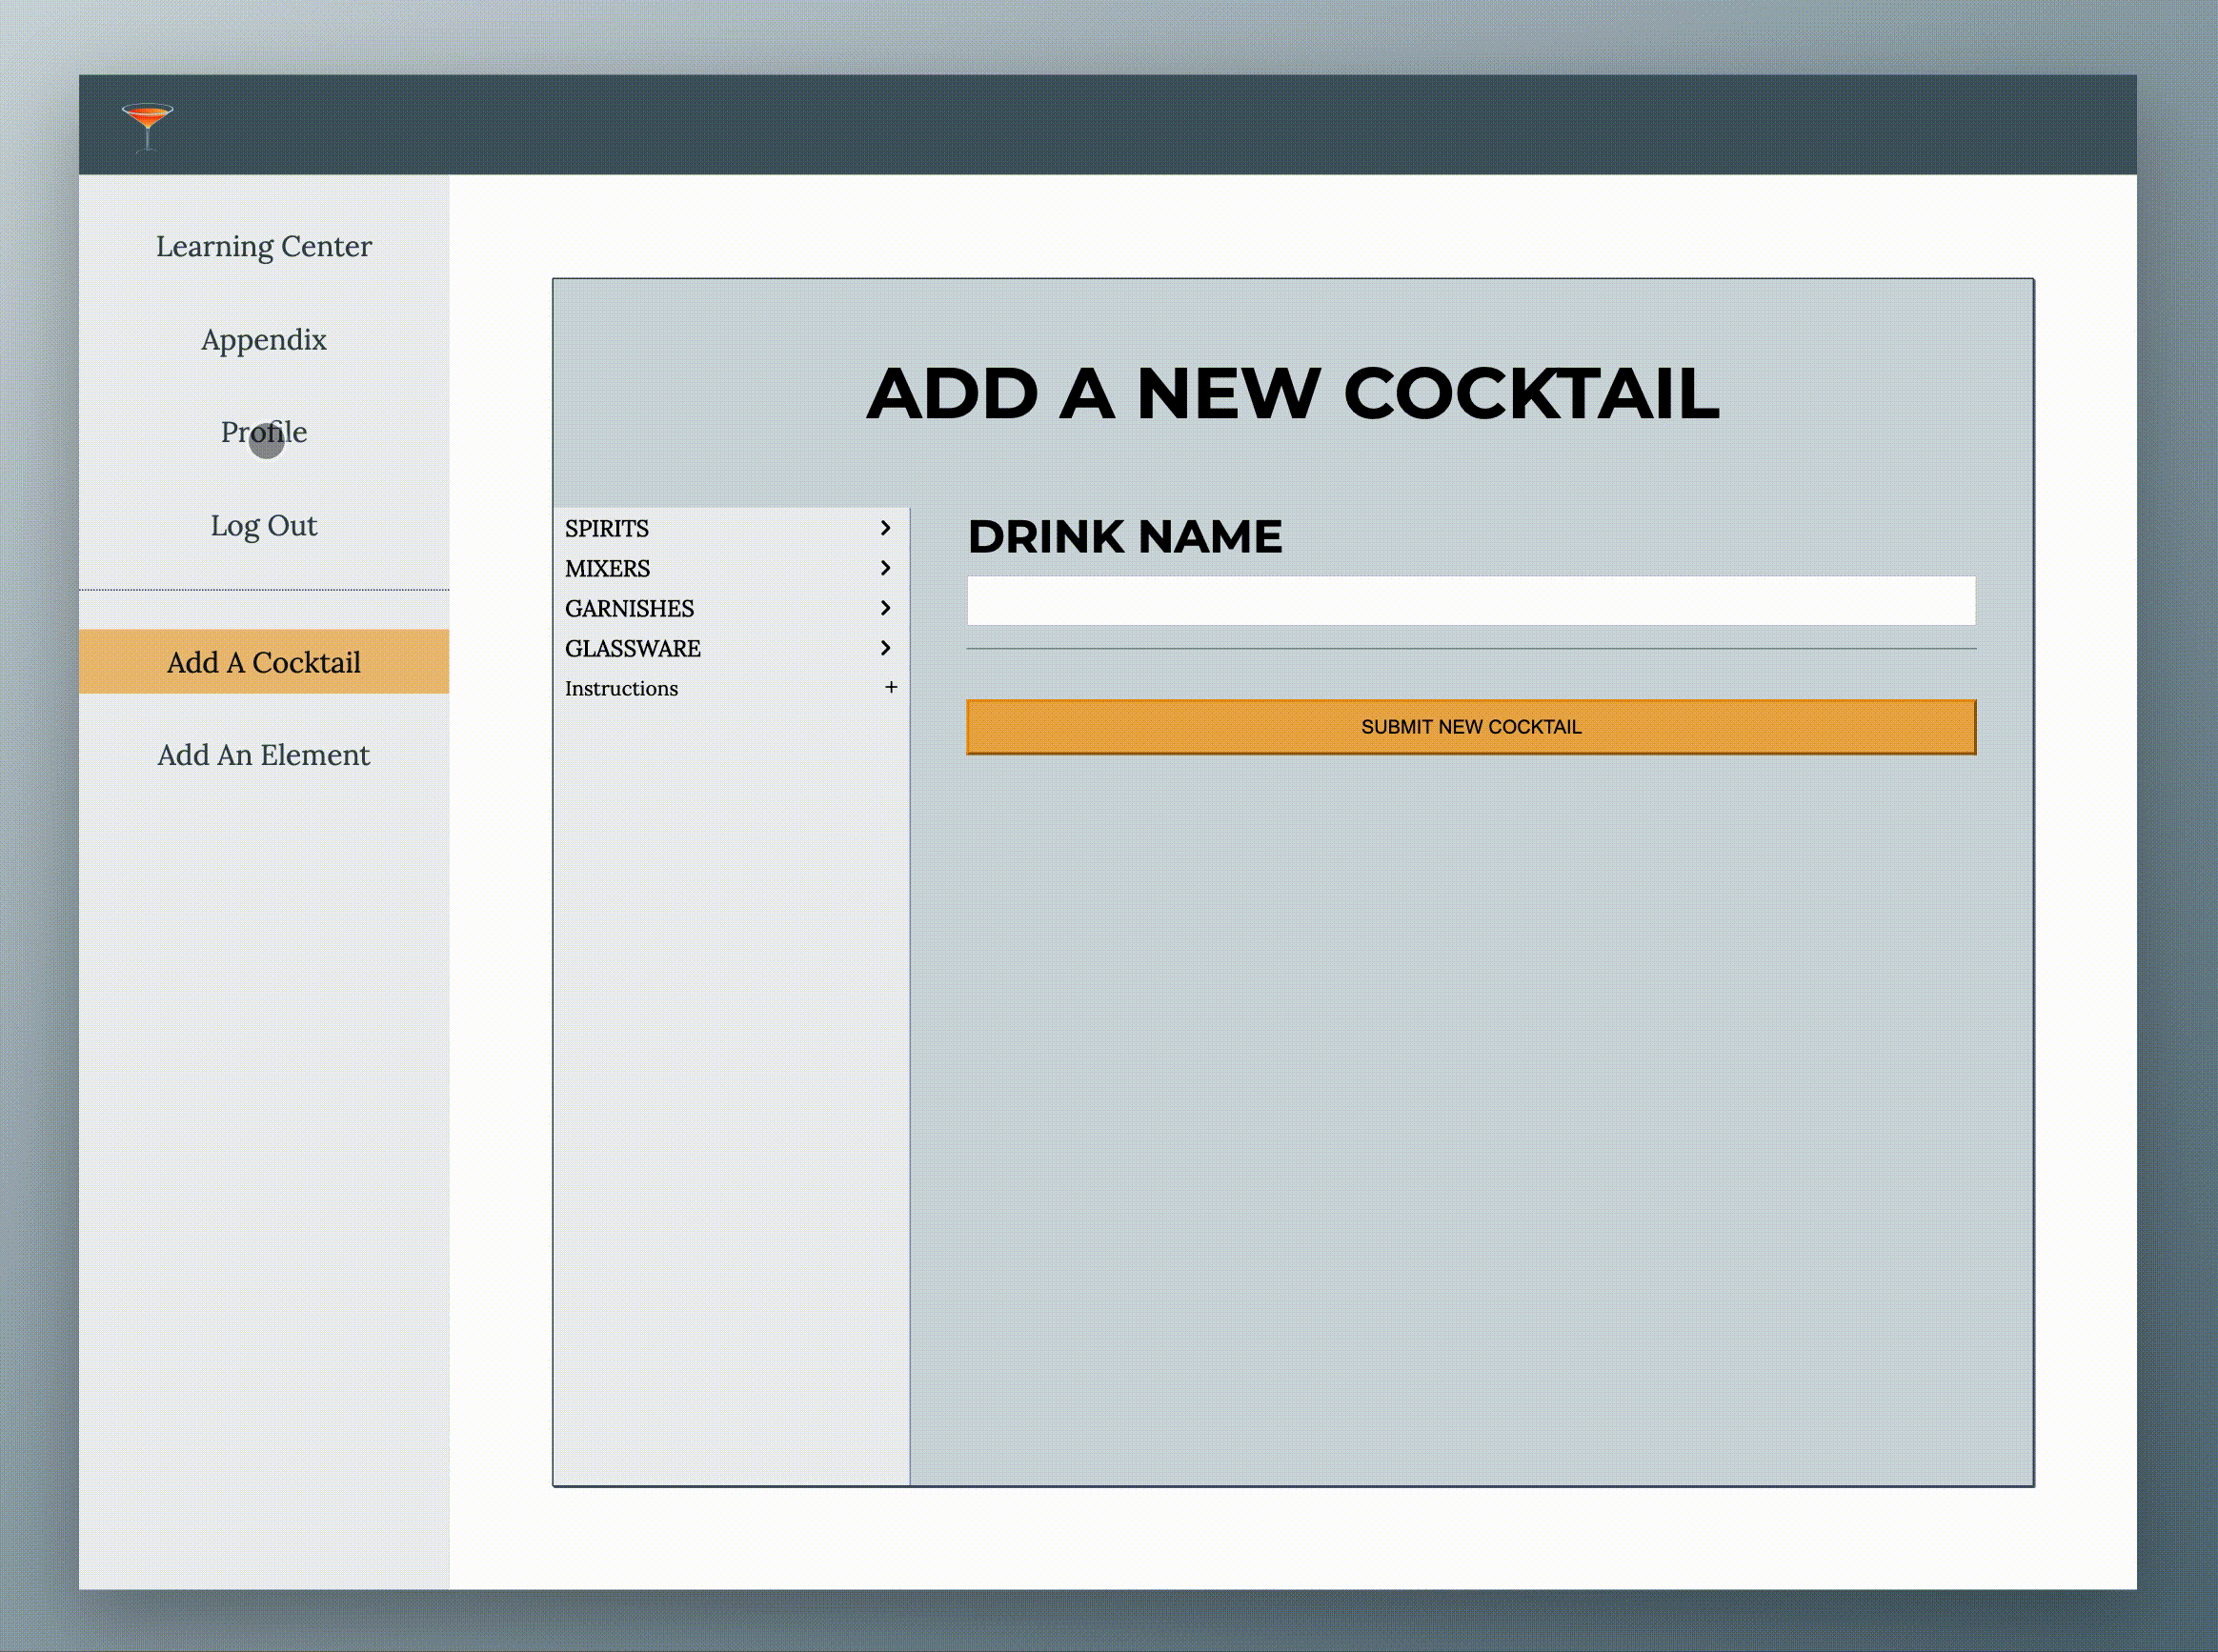 Learning Center
Appendix
Profile
Log Out
Add A Cocktail
Add An Element
ADD A NEW COCKTAIL
SPIRITS
MIXERS
GARNISHES
GLASSWARE
Instructions +
DRINK NAME
SUBMIT NEW COCKTAIL